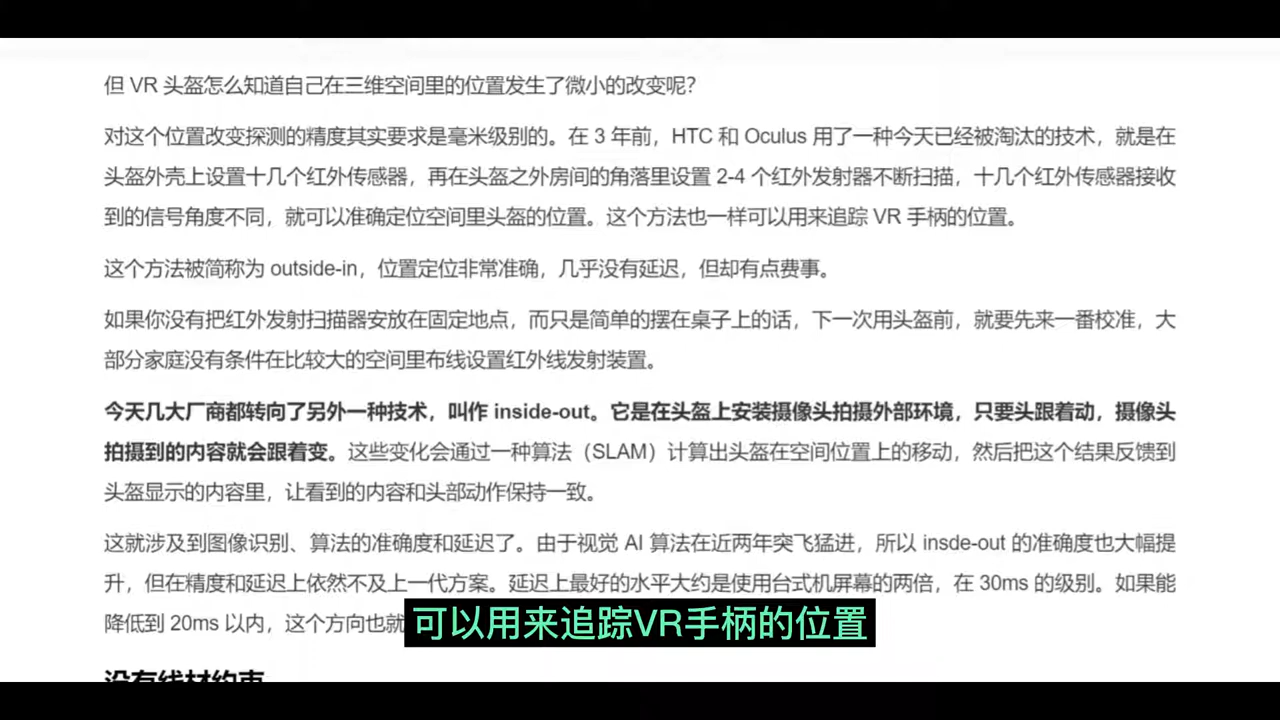 但 VR 头盔怎么知道自己在三维空间里的位置发生了微小的改变呢？
对这个位置改变探测的精度其实要求是毫米级别的。在 3 年前，HTC 和 Oculus 用了一种今天已经被淘汰的技术，就是在
头盔外壳上设置十几个红外传感器，再在头盔之外房间的角落里设置 2-4 个红外发射器不断扫描，十几个红外传感器接收
到的信号角度不同，就可以准确定位空间里头盔的位置。这个方法也一样可以用来追踪 VR 手柄的位置。
这个方法被简称为 outside-in，位置定位非常准确，几乎没有延迟，但却有点费事。
如果你没有把红外发射扫描器安放在固定地点，而只是简单的摆在桌子上的话，下一次用头盔前，就要先来一番校准，大
部分家庭没有条件在比较大的空间里布线设置红外线发射装置。
今天几大厂商都转向了另外一种技术，叫作 inside-out。它是在头盔上安装摄像头拍摄外部环境，只要头跟着动，摄像头
拍摄到的内容就会跟着变。这些变化会通过一种算法（SLAM）计算出头盔在空间位置上的移动，然后把这个结果反馈到
头盔显示的内容里，让看到的内容和头部动作保持一致。
这就涉及到图像识别、算法的准确度和延迟了。由于视觉 AI 算法在近两年突飞猛进，所以 insde-out 的准确度也大幅提
升，但在精度和延迟上依然不及上一代方案。延迟上最好的水平大约是使用台式机屏幕的两倍，在 30ms 的级别。如果能
降低到 20ms 以内，这个方向也就
可以用来追踪VR手柄的位置
没有线材约束